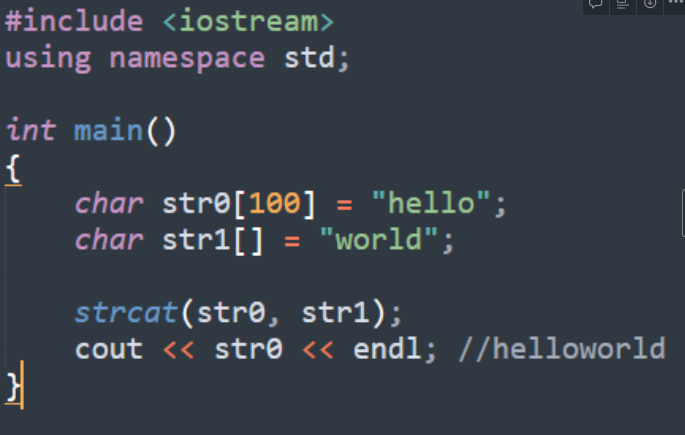 #include <iostream>
using namespace std;
int main()
{
char str0[100] = "hello";
char str1[] = "world";
strcat(str0, str1);
cout << str0 << endl; //helloworld
}